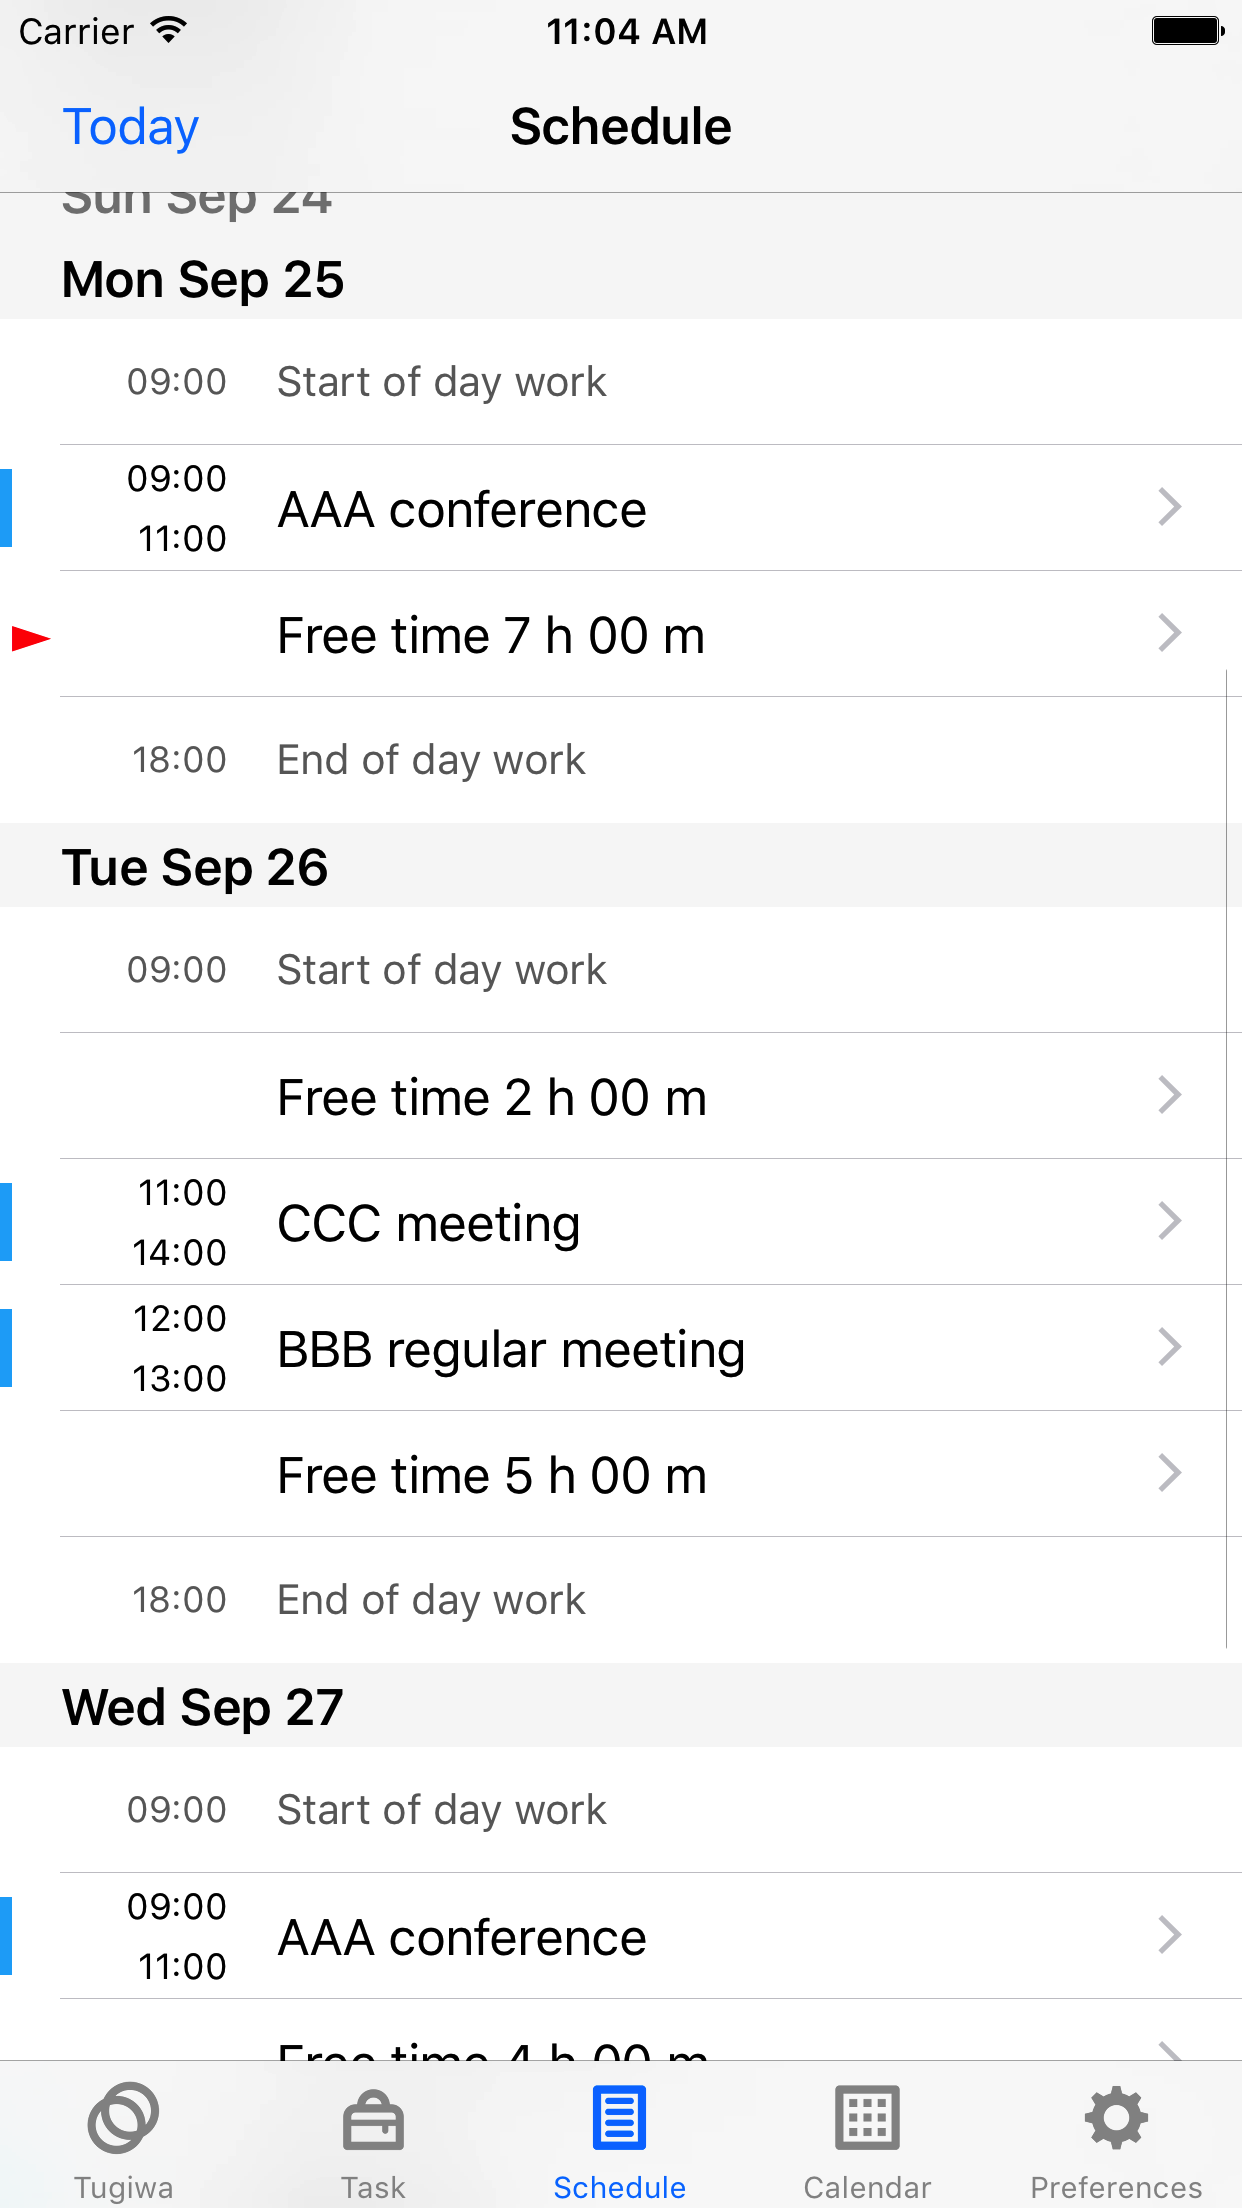 Carrier 11:04 AM
Today Schedule
Sun Sep 24
Mon Sep 25
09:00 Start of day work
09:00
11:00
AAA conference
Free time 7 h 00 m
18:00 End of day work
Tue Sep 26
09:00 Start of day work
Free time 2 h 00 m
11:00
14:00
CCC meeting
12:00
13:00
BBB regular meeting
Free time 5 h 00 m
18:00 End of day work
Wed Sep 27
09:00 Start of day work
09:00
11:00
AAA conference
Free time 4 h 00 m
Tugiwa Task Schedule Calendar Preferences